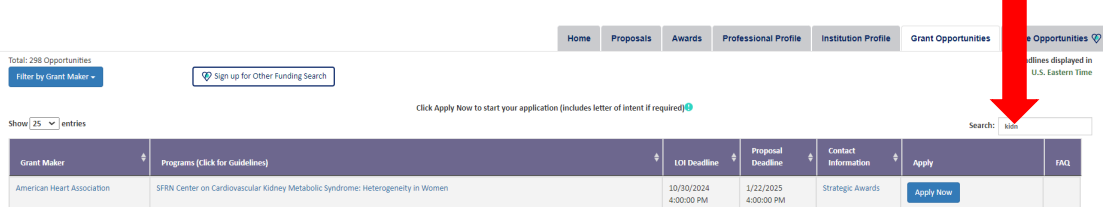 Home Proposals Awards Professional Profile Institution Profile Grant Opportunities Opportunities
Total: 298 Opportunities
displayed in
Filter by Grant Maker
Sign up for Other Funding Search
U.S. Eastern Time
Click Apply Now to start your application (includes letter of intent if required)
Show 25 entries
Search: kidn
Grant Maker Programs (Click for Guidelines) LOI Deadline Proposal Deadline Contact Information Apply FAQ
American Heart Association SFRN Center on Cardiovascular Kidney Metabolic Syndrome: Heterogeneity in Women 10/30/2024 1/22/2025 Strategic Awards Apply Now
4:00:00 PM 4:00:00 PM